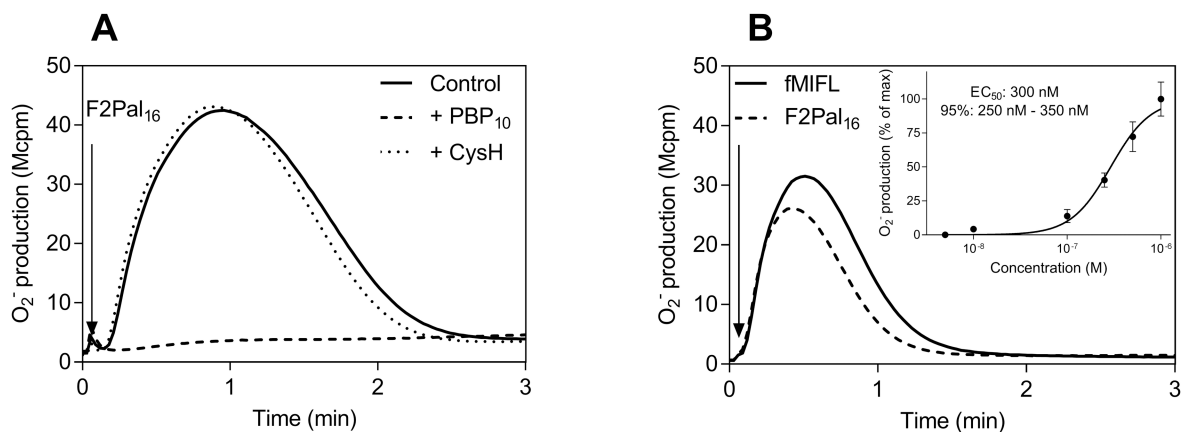 A
50
40
30
20
10
0
O₂⁻ production (Mcpm)
F2Pal₁₆
Control
+ PBP₁₀
+ CysH
0
1
2
3
Time (min)
B
50
40
30
20
10
0
O₂⁻ production (Mcpm)
fMIFL
F2Pal₁₆
EC₅₀: 300 nM
95%: 250 nM - 350 nM
100
75
50
25
0
O₂⁻ production (% of max)
10⁻⁸
10⁻⁷
10⁻⁶
Concentration (M)
0
1
2
3
Time (min)